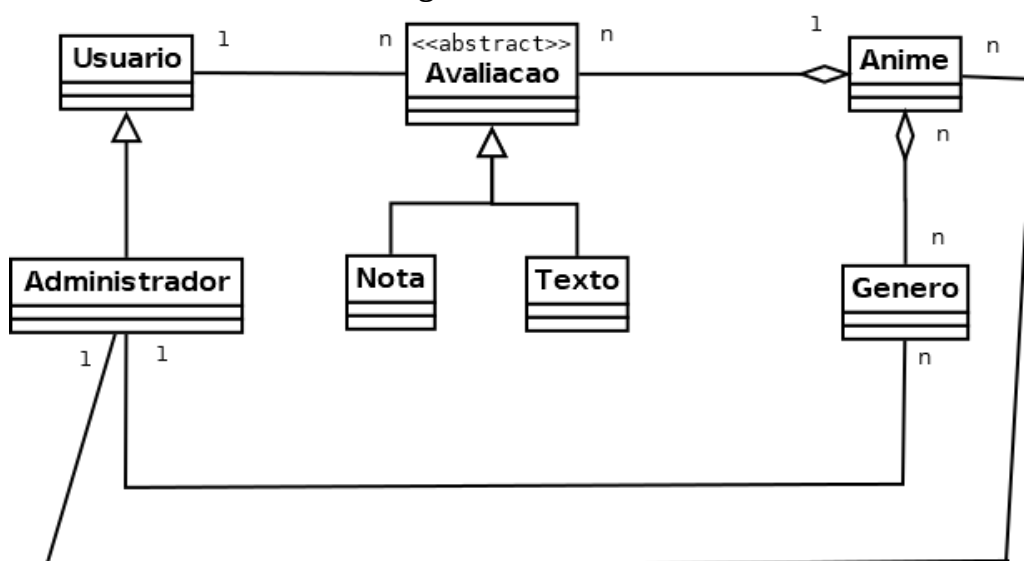 1
n
<<abstract>>
n
1
n
Usuario
Avaliacao
Anime
n
n
Administrador
Nota
Texto
Genero
1
1
n